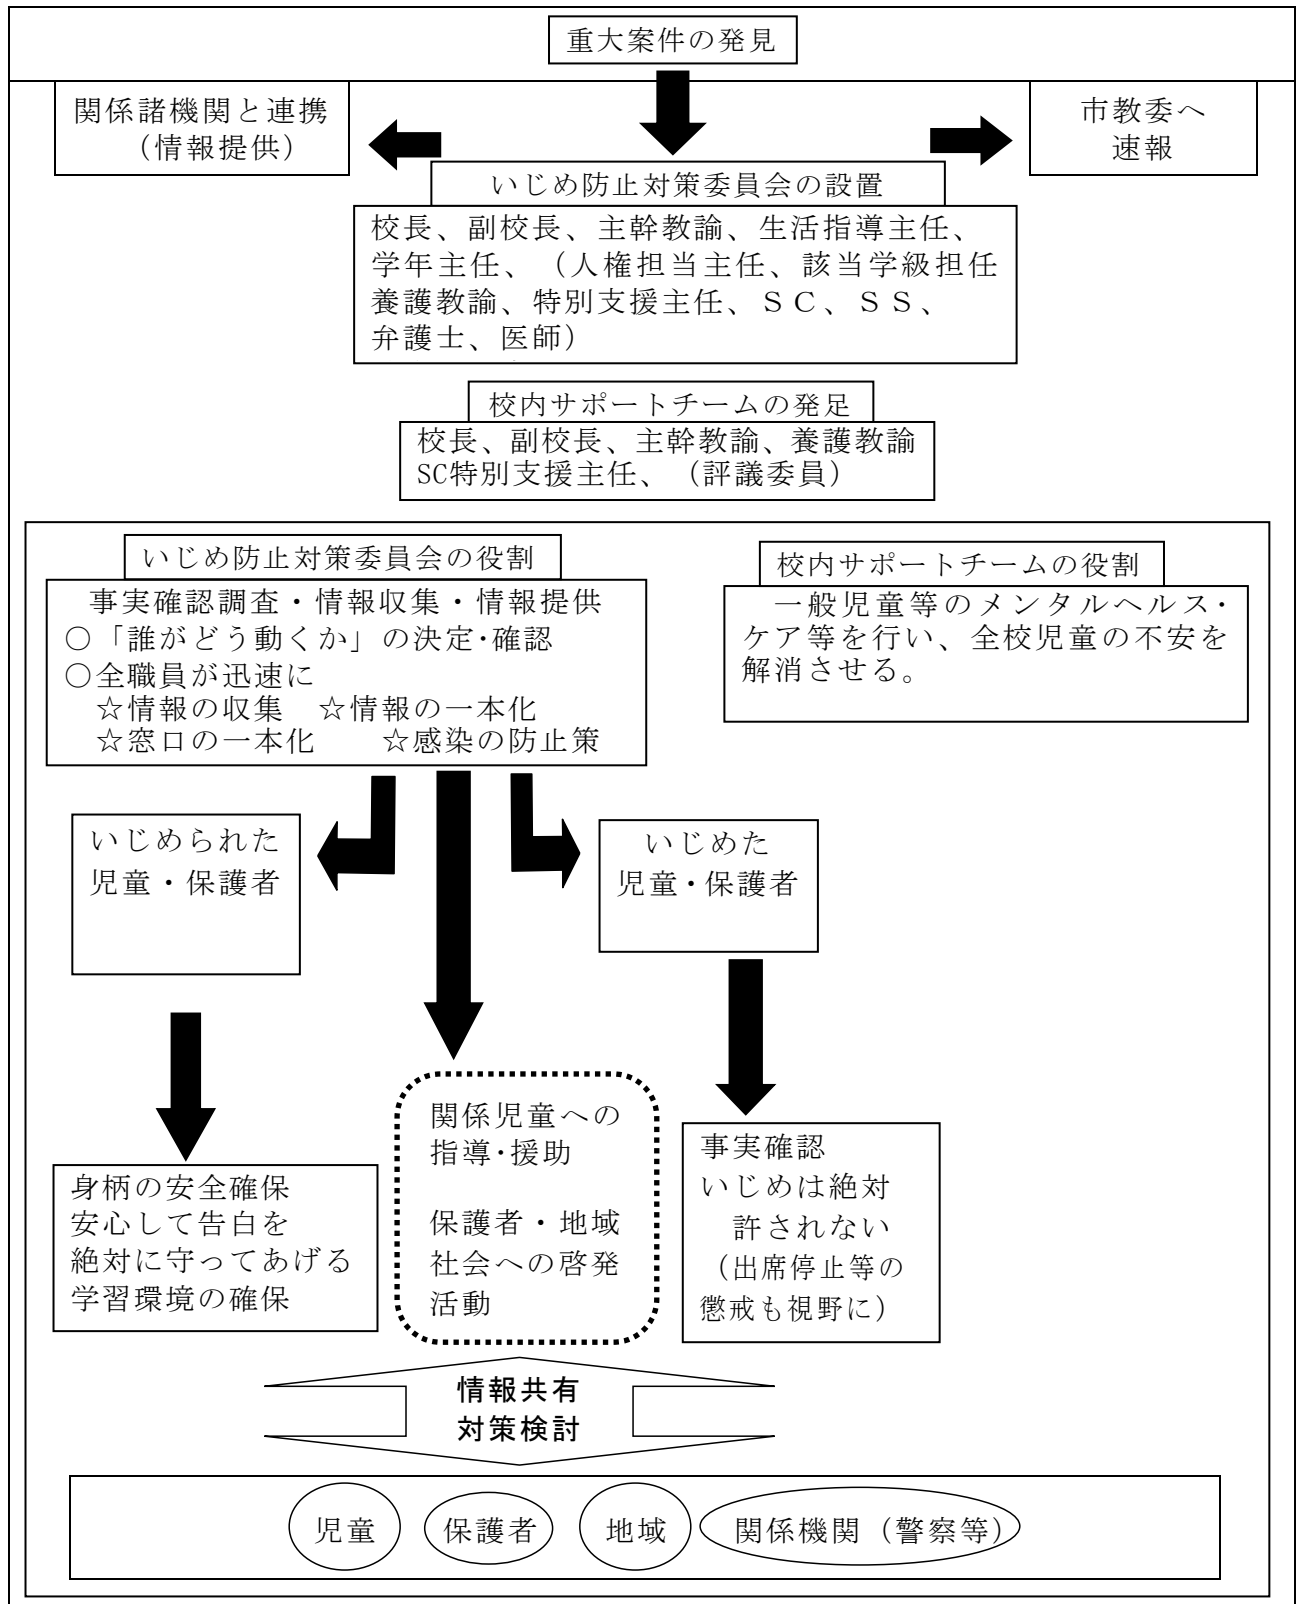 重大案件の発見
関係諸機関と連携
（情報提供）
市教委へ
速報
いじめ防止対策委員会の設置
校長、副校長、主幹教諭、生活指導主任、
学年主任、（人権担当主任、該当学級担任
養護教諭、特別支援主任、ＳＣ、ＳＳ、
弁護士、医師）
校内サポートチームの発足
校長、副校長、主幹教諭、養護教諭
SC特別支援主任、（評議委員）
いじめ防止対策委員会の役割
事実確認調査・情報収集・情報提供
○「誰がどう動くか」の決定・確認
○全職員が迅速に
☆情報の収集　☆情報の一本化
☆窓口の一本化　　☆感染の防止策
校内サポートチームの役割
一般児童等のメンタルヘルス・
ケア等を行い、全校児童の不安を
解消させる。
いじめられた
児童・保護者
いじめた
児童・保護者
身柄の安全確保
安心して告白を
絶対に守ってあげる
学習環境の確保
関係児童への
指導・援助
保護者・地域
社会への啓発
活動
事実確認
いじめは絶対
許されない
（出席停止等の
懲戒も視野に）
情報共有
対策検討
児童　保護者　地域　関係機関（警察等）